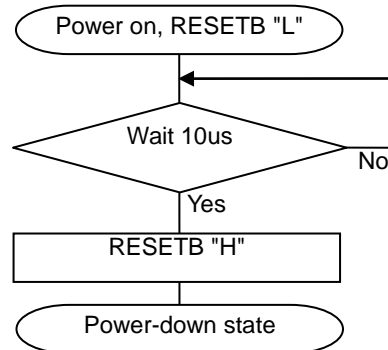 Power on, RESETB "L"
Wait 10us
No
Yes
RESETB "H"
Power-down state